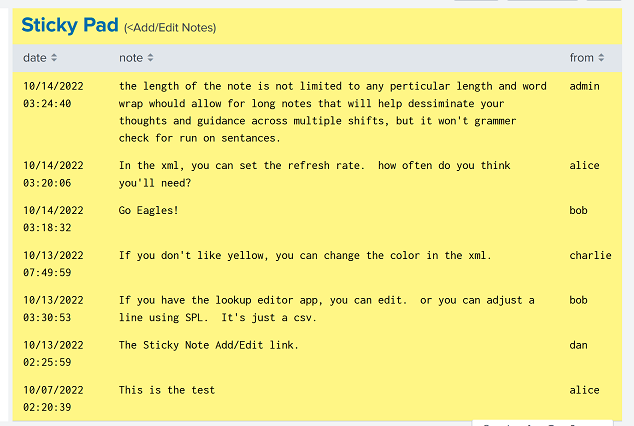 Sticky Pad (<Add/Edit Notes)
date note from
10/14/2022 the length of the note is not limited to any perticular length and word admin
03:24:40 wrap whould allow for long notes that will help dessiminate your
thoughts and guidance across multiple shifts, but it won't grammer
check for run on sentances.
10/14/2022 In the xml, you can set the refresh rate.  how often do you think alice
03:20:06 you'll need?
10/14/2022 Go Eagles! bob
03:18:32
10/13/2022 If you don't like yellow, you can change the color in the xml. charlie
07:49:59
10/13/2022 If you have the lookup editor app, you can edit.  or you can adjust a bob
03:30:53 line using SPL.  It's just a csv.
10/13/2022 The Sticky Note Add/Edit link. dan
02:25:59
10/07/2022 This is the test alice
02:20:39